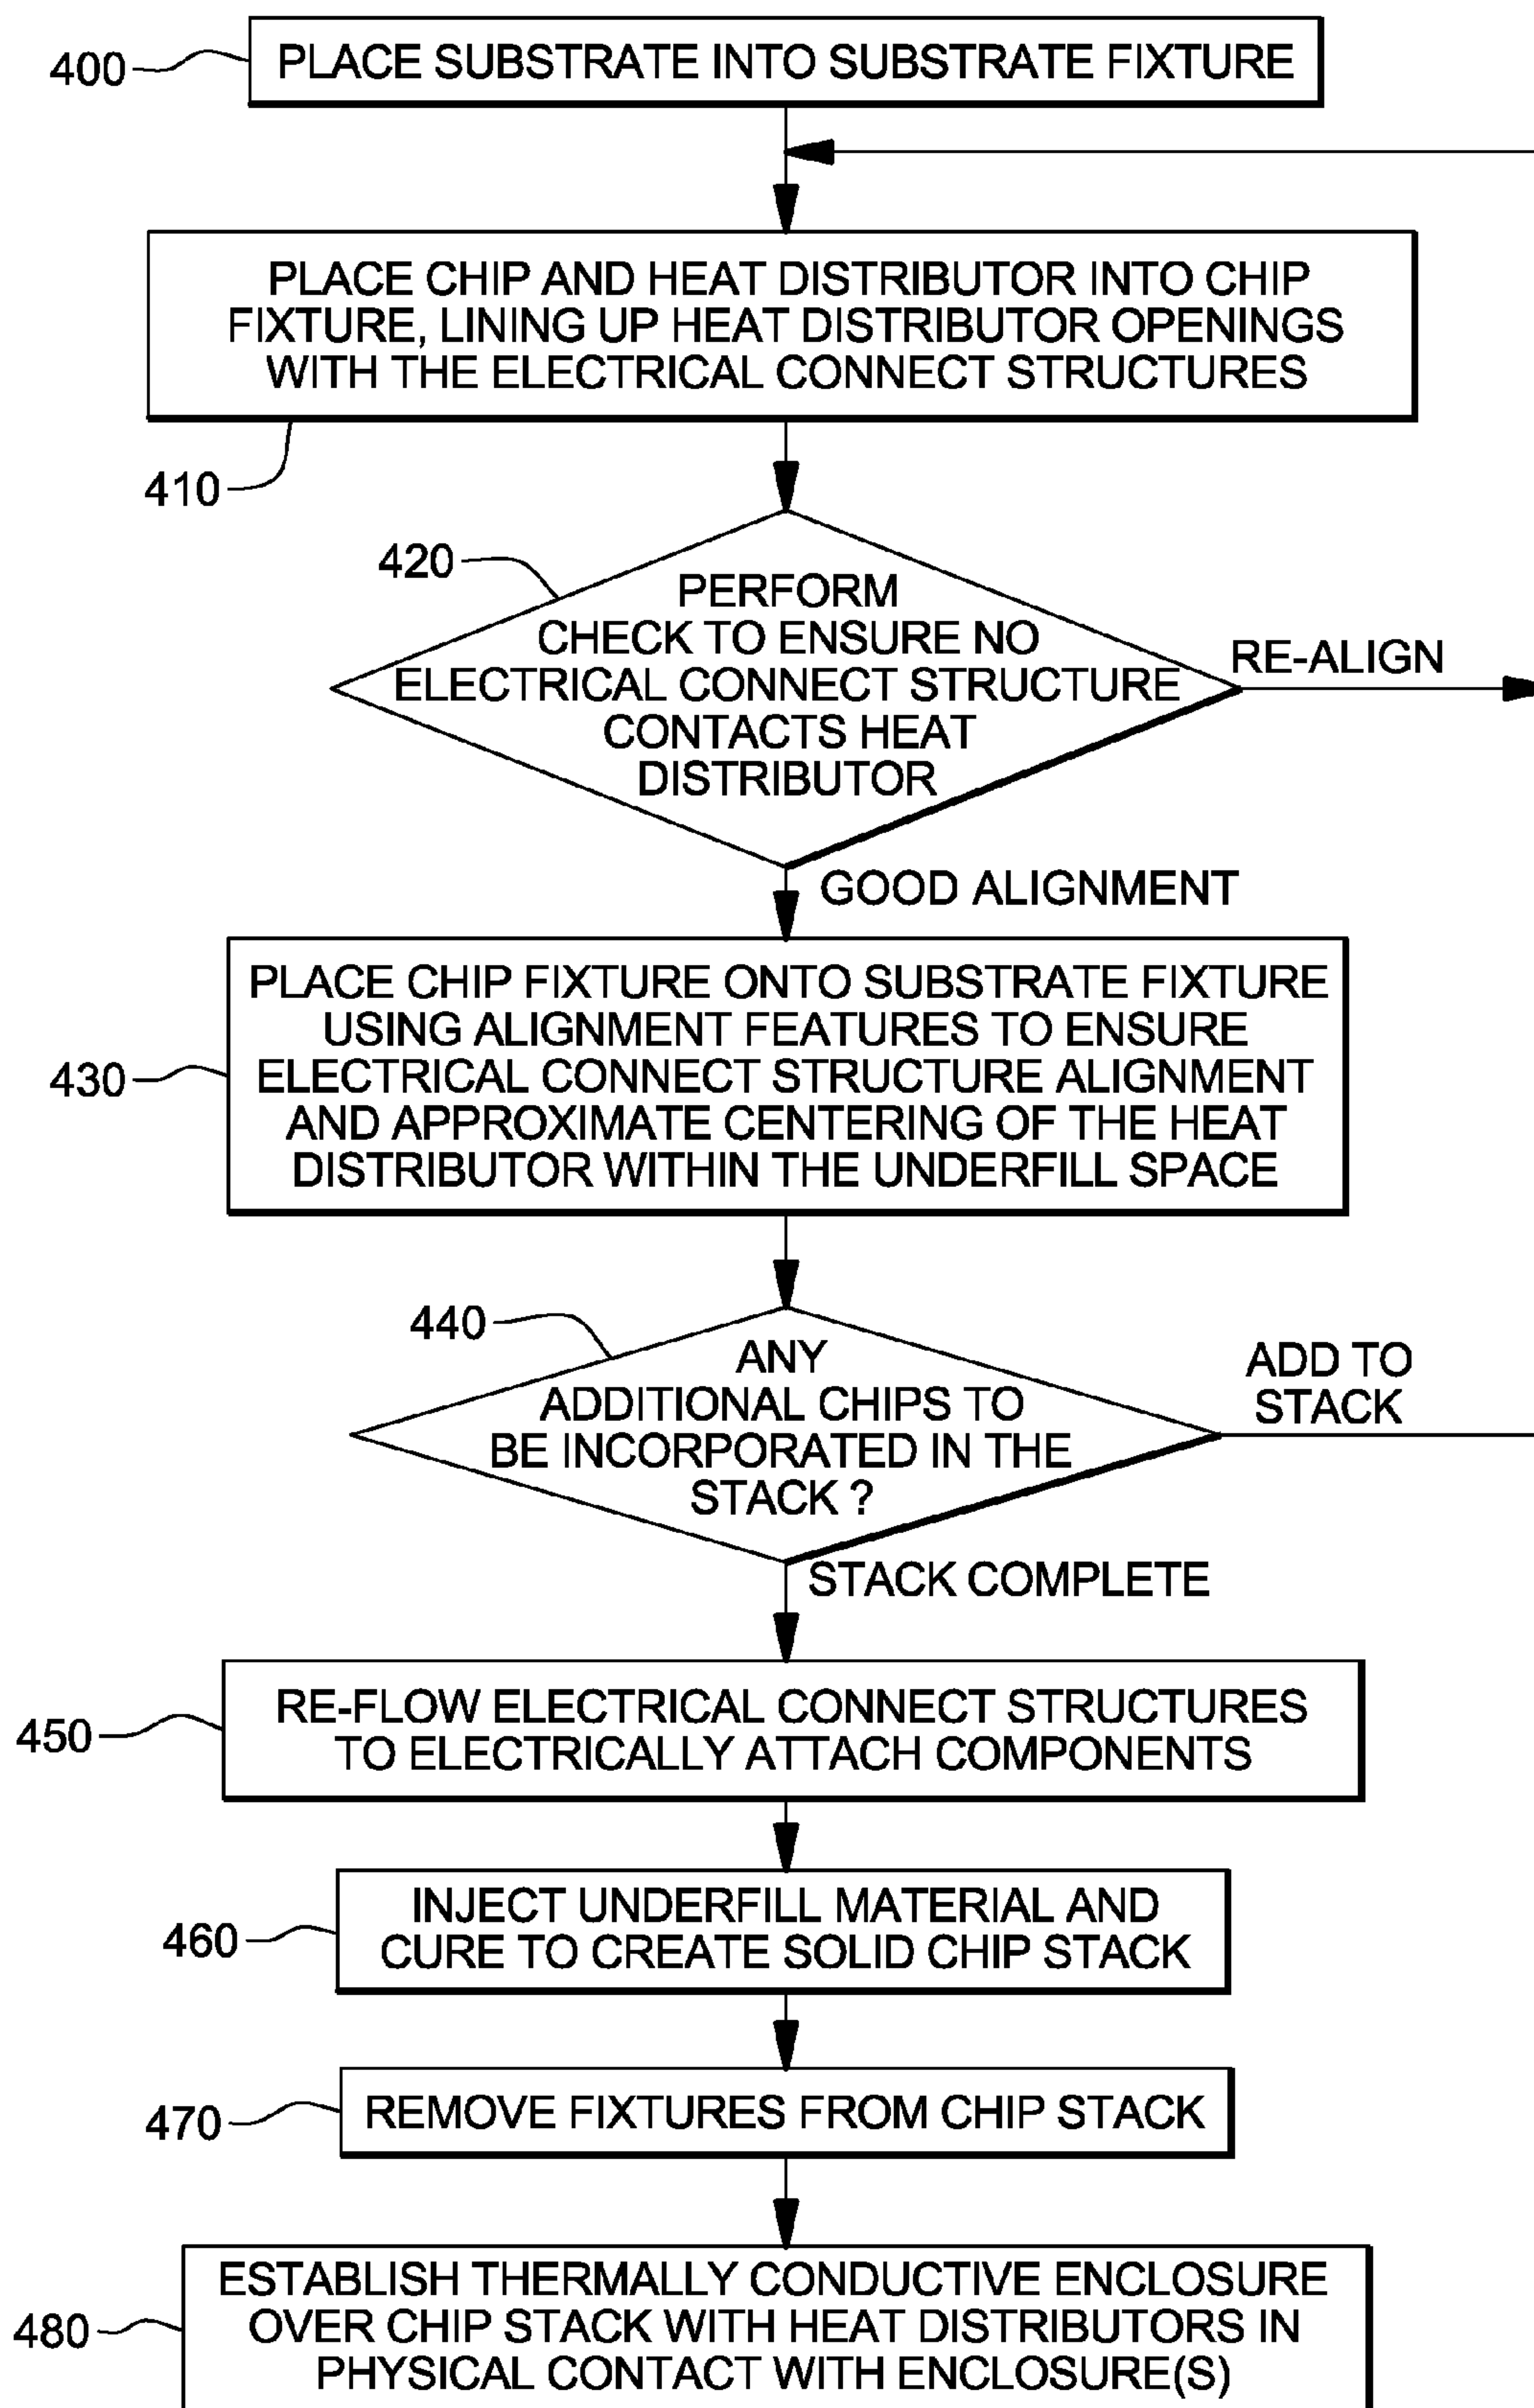 400
PLACE SUBSTRATE INTO SUBSTRATE FIXTURE
PLACE CHIP AND HEAT DISTRIBUTOR INTO CHIP
FIXTURE, LINING UP HEAT DISTRIBUTOR OPENINGS
WITH THE ELECTRICAL CONNECT STRUCTURES
410
420
PERFORM
CHECK TO ENSURE NO
ELECTRICAL CONNECT STRUCTURE
CONTACTS HEAT
DISTRIBUTOR
RE-ALIGN
GOOD ALIGNMENT
430
PLACE CHIP FIXTURE ONTO SUBSTRATE FIXTURE
USING ALIGNMENT FEATURES TO ENSURE
ELECTRICAL CONNECT STRUCTURE ALIGNMENT
AND APPROXIMATE CENTERING OF THE HEAT
DISTRIBUTOR WITHIN THE UNDERFILL SPACE
440
ANY
ADDITIONAL CHIPS TO
BE INCORPORATED IN THE
STACK ?
ADD TO
STACK
STACK COMPLETE
450
RE-FLOW ELECTRICAL CONNECT STRUCTURES
TO ELECTRICALLY ATTACH COMPONENTS
460
INJECT UNDERFILL MATERIAL AND
CURE TO CREATE SOLID CHIP STACK
470
REMOVE FIXTURES FROM CHIP STACK
480
ESTABLISH THERMALLY CONDUCTIVE ENCLOSURE
OVER CHIP STACK WITH HEAT DISTRIBUTORS IN
PHYSICAL CONTACT WITH ENCLOSURE(S)